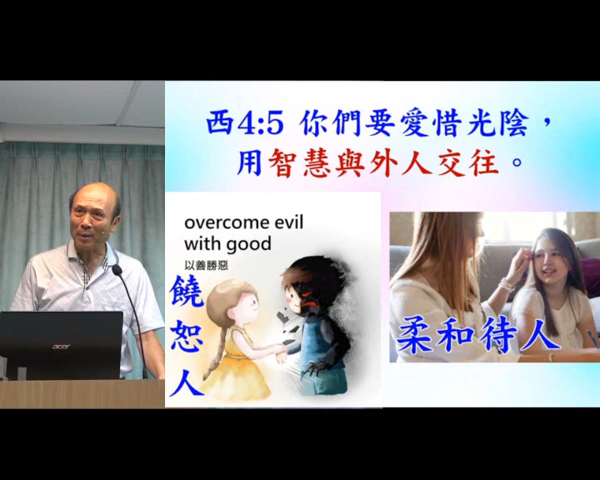 西4:5 你們要愛惜光陰，
用智慧與外人交往。
overcome evil
with good
以善勝惡
饒恕人
柔和待人
acer